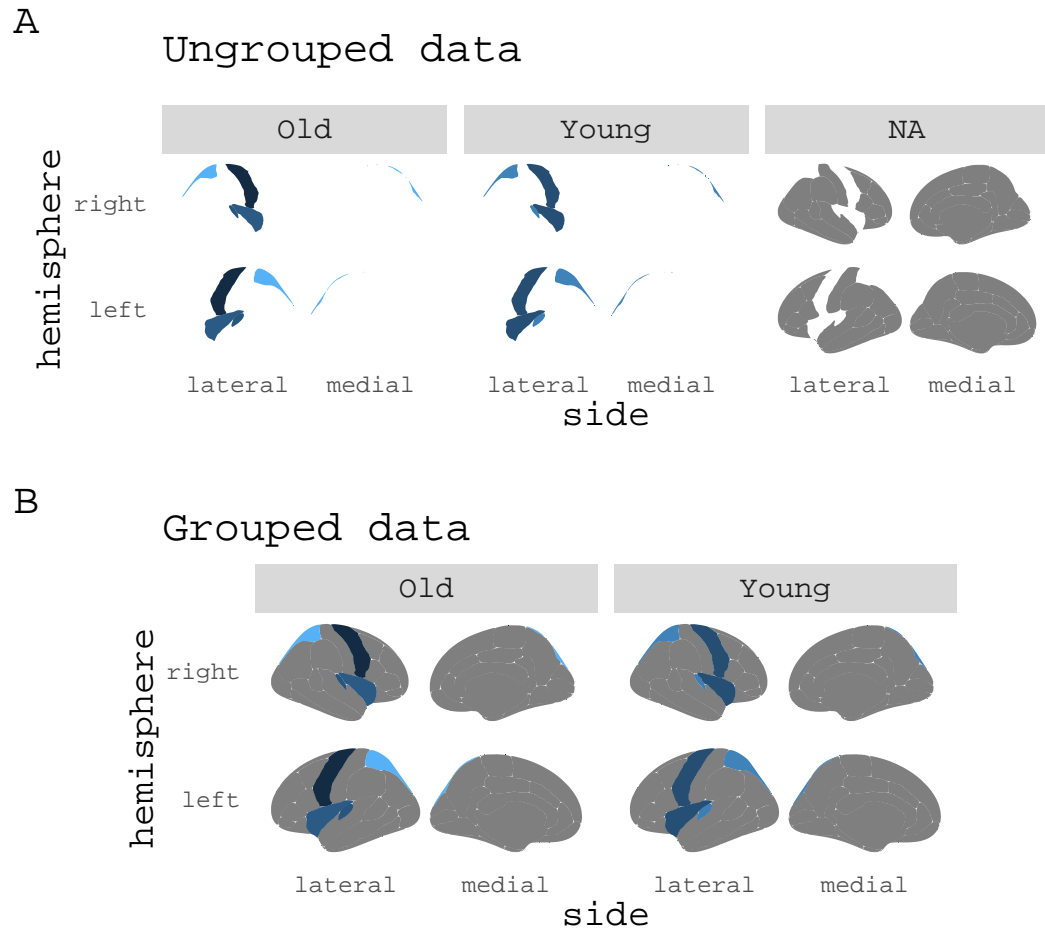 A
Ungrouped data
Old Young NA
hemisphere
right
left
lateral medial lateral medial lateral medial
side
B
Grouped data
Old Young
hemisphere
right
left
lateral medial lateral medial
side